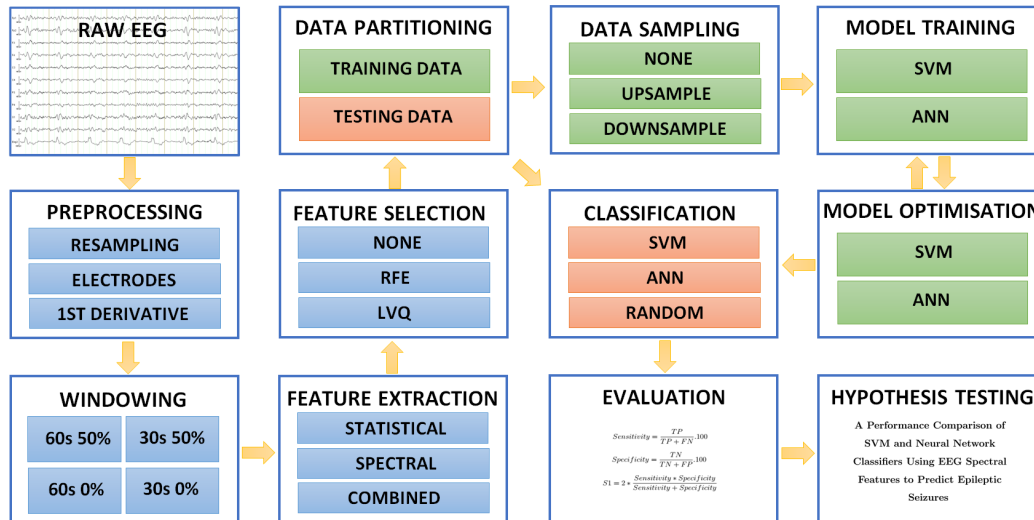 RAW EEG
DATA PARTITIONING
TRAINING DATA
TESTING DATA
DATA SAMPLING
NONE
UPSAMPLE
DOWNSAMPLE
MODEL TRAINING
SVM
ANN
PREPROCESSING
RESAMPLING
ELECTRODES
1ST DERIVATIVE
FEATURE SELECTION
NONE
RFE
LVQ
CLASSIFICATION
SVM
ANN
RANDOM
MODEL OPTIMISATION
SVM
ANN
WINDOWING
60s 50%
30s 50%
60s 0%
30s 0%
FEATURE EXTRACTION
STATISTICAL
SPECTRAL
COMBINED
EVALUATION
Sensitivity = TP / TP + FN .100
Specificity = TN / TN + FP .100
S1 = 2 * Sensitivity * Specificity / Sensitivity + Specificity
HYPOTHESIS TESTING
A Performance Comparison of
SVM and Neural Network
Classifiers Using EEG Spectral
Features to Predict Epileptic
Seizures